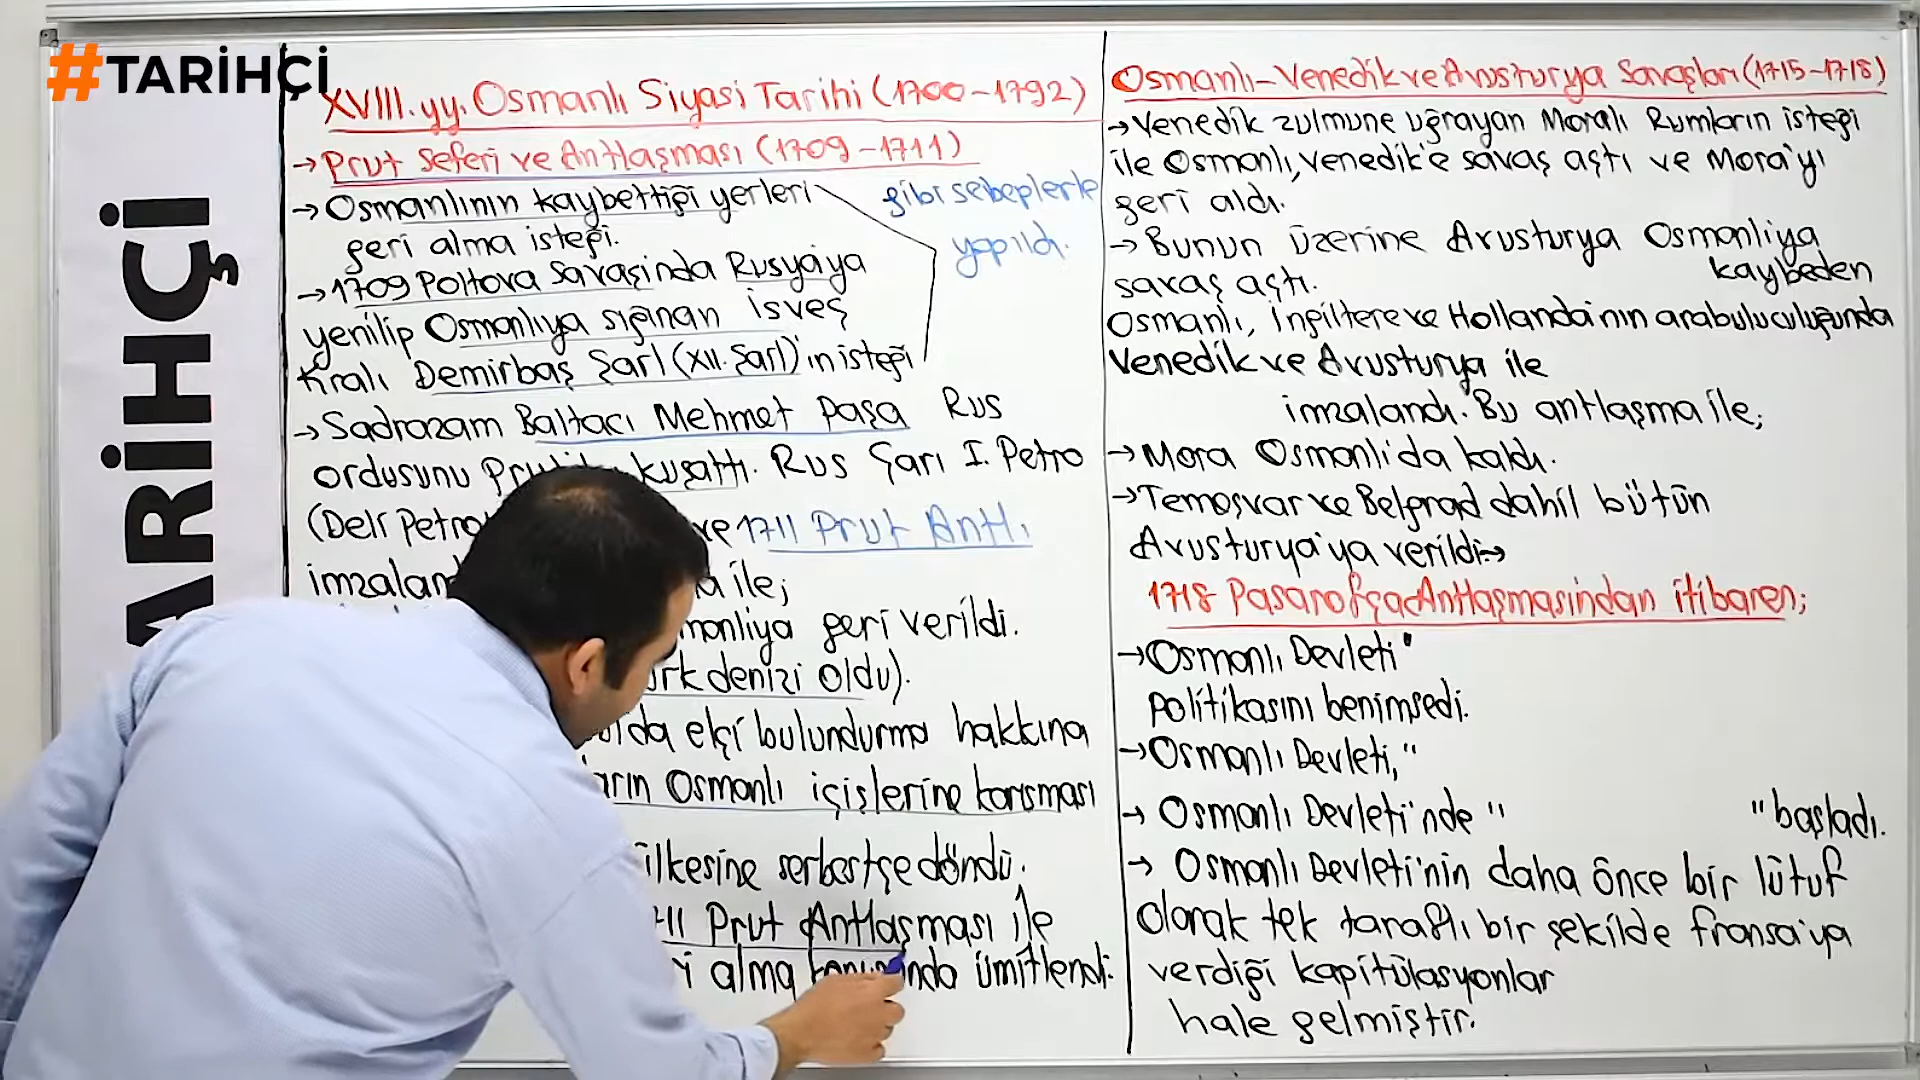 #TARİHÇİ
TARİHÇİ
XVIII.yy. Osmanlı Siyasi Tarihi (1700-1792)
→Prut Seferi ve Antlaşması (1709-1711)
→Osmanlının kaybettiği yerleri
geri alma isteği.
gibi sebeplerle
yapıldı.
→1709 Poltova Savaşında Rusya'ya
yenilip Osmanlıya sığınan İsveç
Kralı Demirbaş Şarl (XII. Şarl)'ın isteği
→Sadrazam Baltacı Mehmet Paşa Rus
ordusunu kuşattı. Rus Çarı I. Petro
(Deli Petro ve 1711 Prut Antl.
ile;
geri verildi.
denizi oldu).
elçi bulundurma hakkına
Osmanlı içişlerine karışması
ülkesine serbestçe döndü.
Prut Antlaşması ile
alma ümitlendi.
Osmanlı-Venedik ve Avusturya Savaşları (1715-1718)
→Venedik zulmüne uğrayan Moralı Rumların isteği
ile Osmanlı, Venedik'e savaş açtı ve Mora'yı
geri aldı.
→Bunun üzerine Avusturya Osmanlıya
savaş açtı. kaybeden
Osmanlı, İngiltere ve Hollanda'nın arabuluculuğunda
Venedik ve Avusturya ile
imzalandı. Bu antlaşma ile;
→Mora Osmanlı'da kaldı.
→Temeşvar ve Belgrad dahil bütün
Avusturya'ya verildi→
1718 Pasarofça Antlaşmasından itibaren;
→Osmanlı Devleti "
politikasını benimsedi.
→Osmanlı Devleti, "
→Osmanlı Devleti'nde " " başladı.
→Osmanlı Devleti'nin daha önce bir lütuf
olarak tek taraflı bir şekilde Fransa'ya
verdiği kapitülasyonlar
hale gelmiştir.